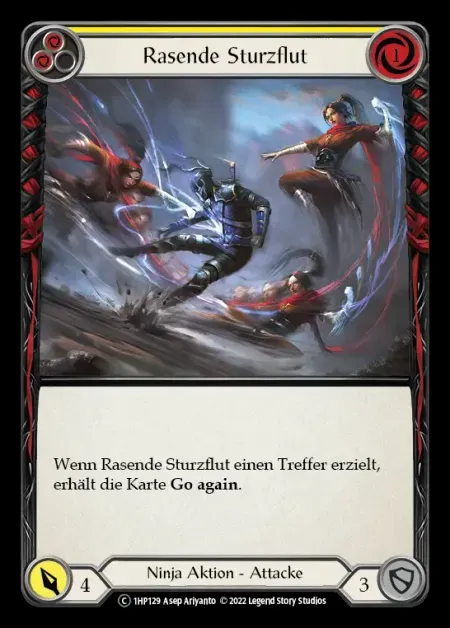 Rasende Sturzflut
1
Wenn Rasende Sturzflut einen Treffer erzielt,
erhält die Karte Go again.
4
Ninja Aktion - Attacke
3
C 1HP129 Asep Ariyanto © 2022 Legend Story Studios